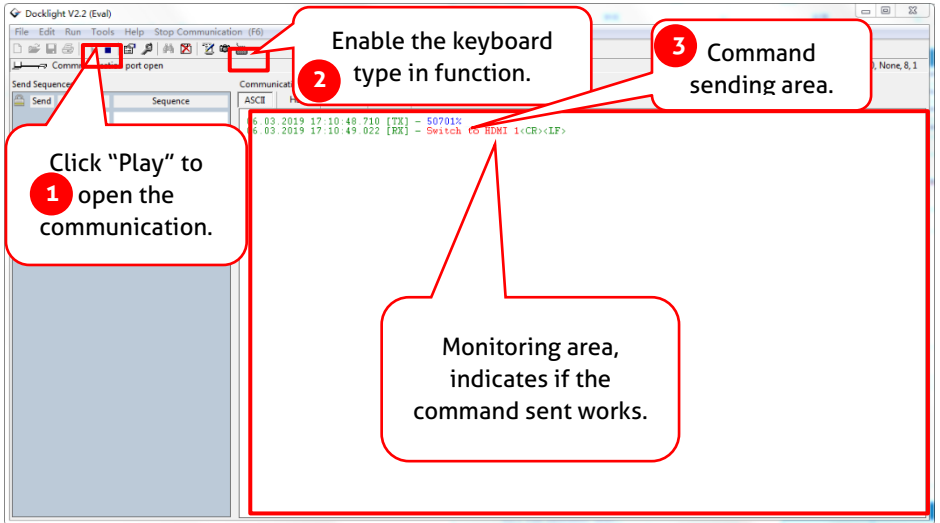 Docklight V2.2 (Eval)
File Edit Run Tools Help Stop Communication (F6)
port open
None, 8, 1
Send Sequence
Send Sequence
ASCII
06.03.2019 17:10:48.710 [TX] - 50701%
06.03.2019 17:10:49.022 [RX] - Switch to HDMI 1<CR><LF>
Click “Play” to
1 open the
communication.
Enable the keyboard
2 type in function.
3 Command
sending area.
Monitoring area,
indicates if the
command sent works.